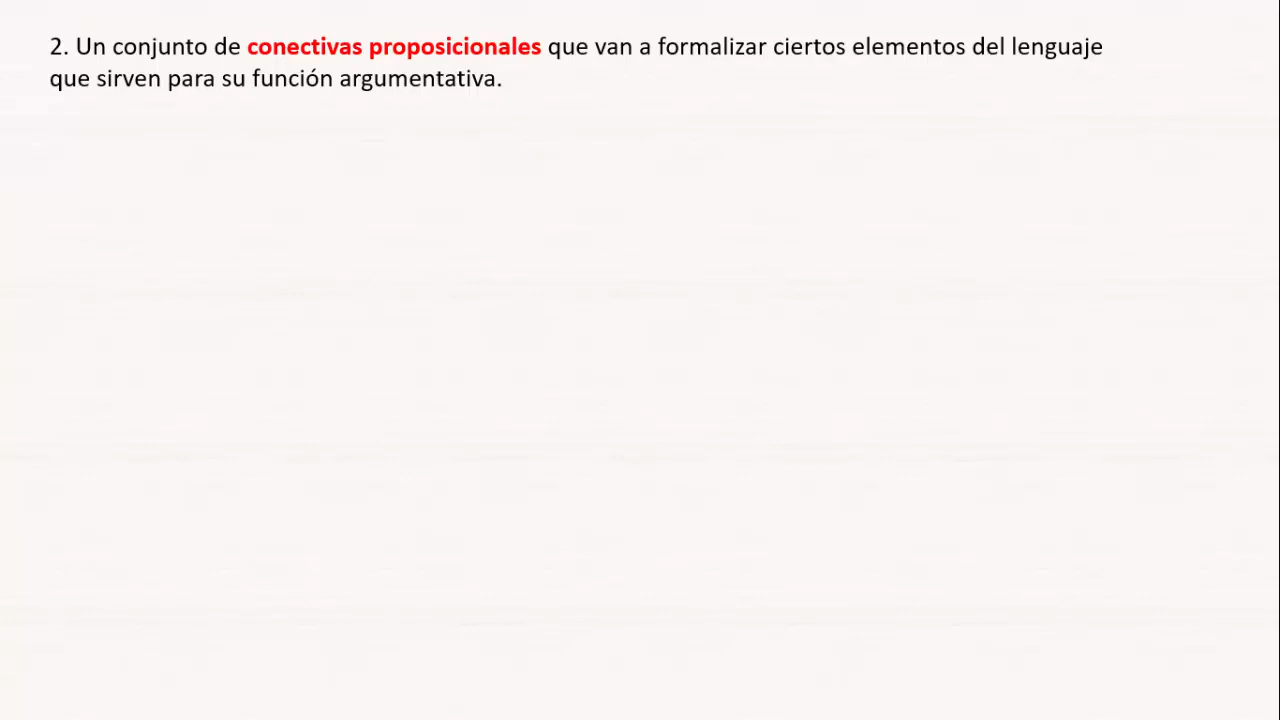 2. Un conjunto de conectivas proposicionales que van a formalizar ciertos elementos del lenguaje
que sirven para su función argumentativa.